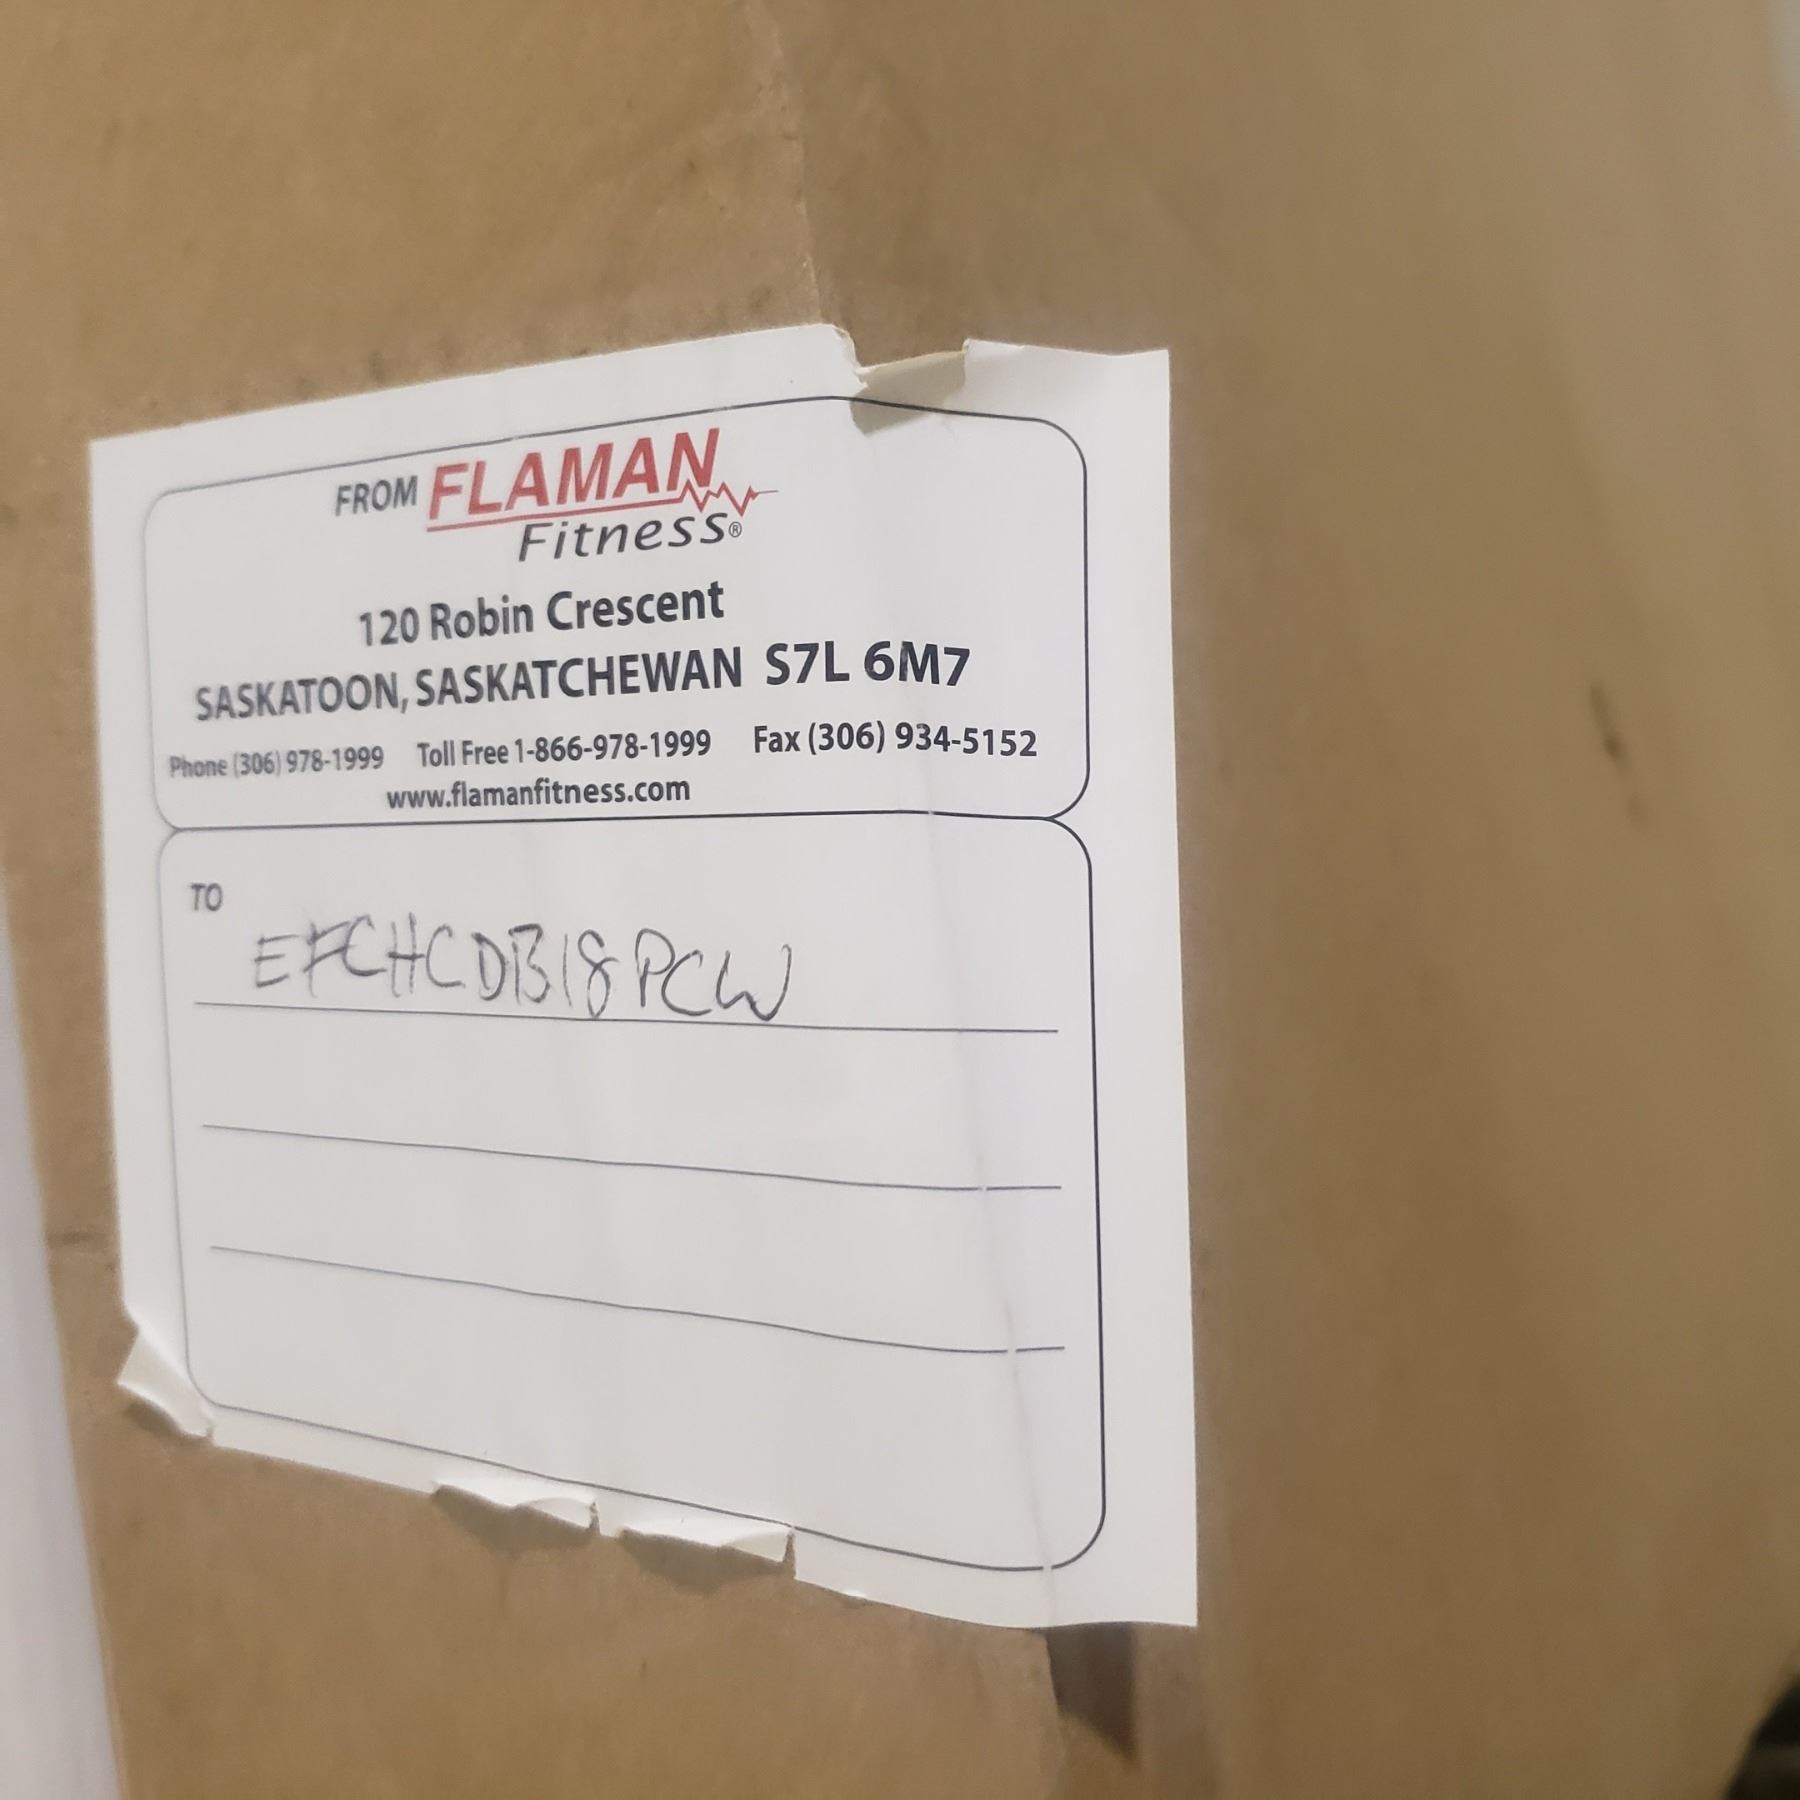 FROM FLAMAN
Fitness®
120 Robin Crescent
SASKATOON, SASKATCHEWAN S7L 6M7
Phone (306) 978-1999 Toll Free 1-866-978-1999 Fax (306) 934-5152
www.flamanfitness.com
TO
EFCHCDB18PCW